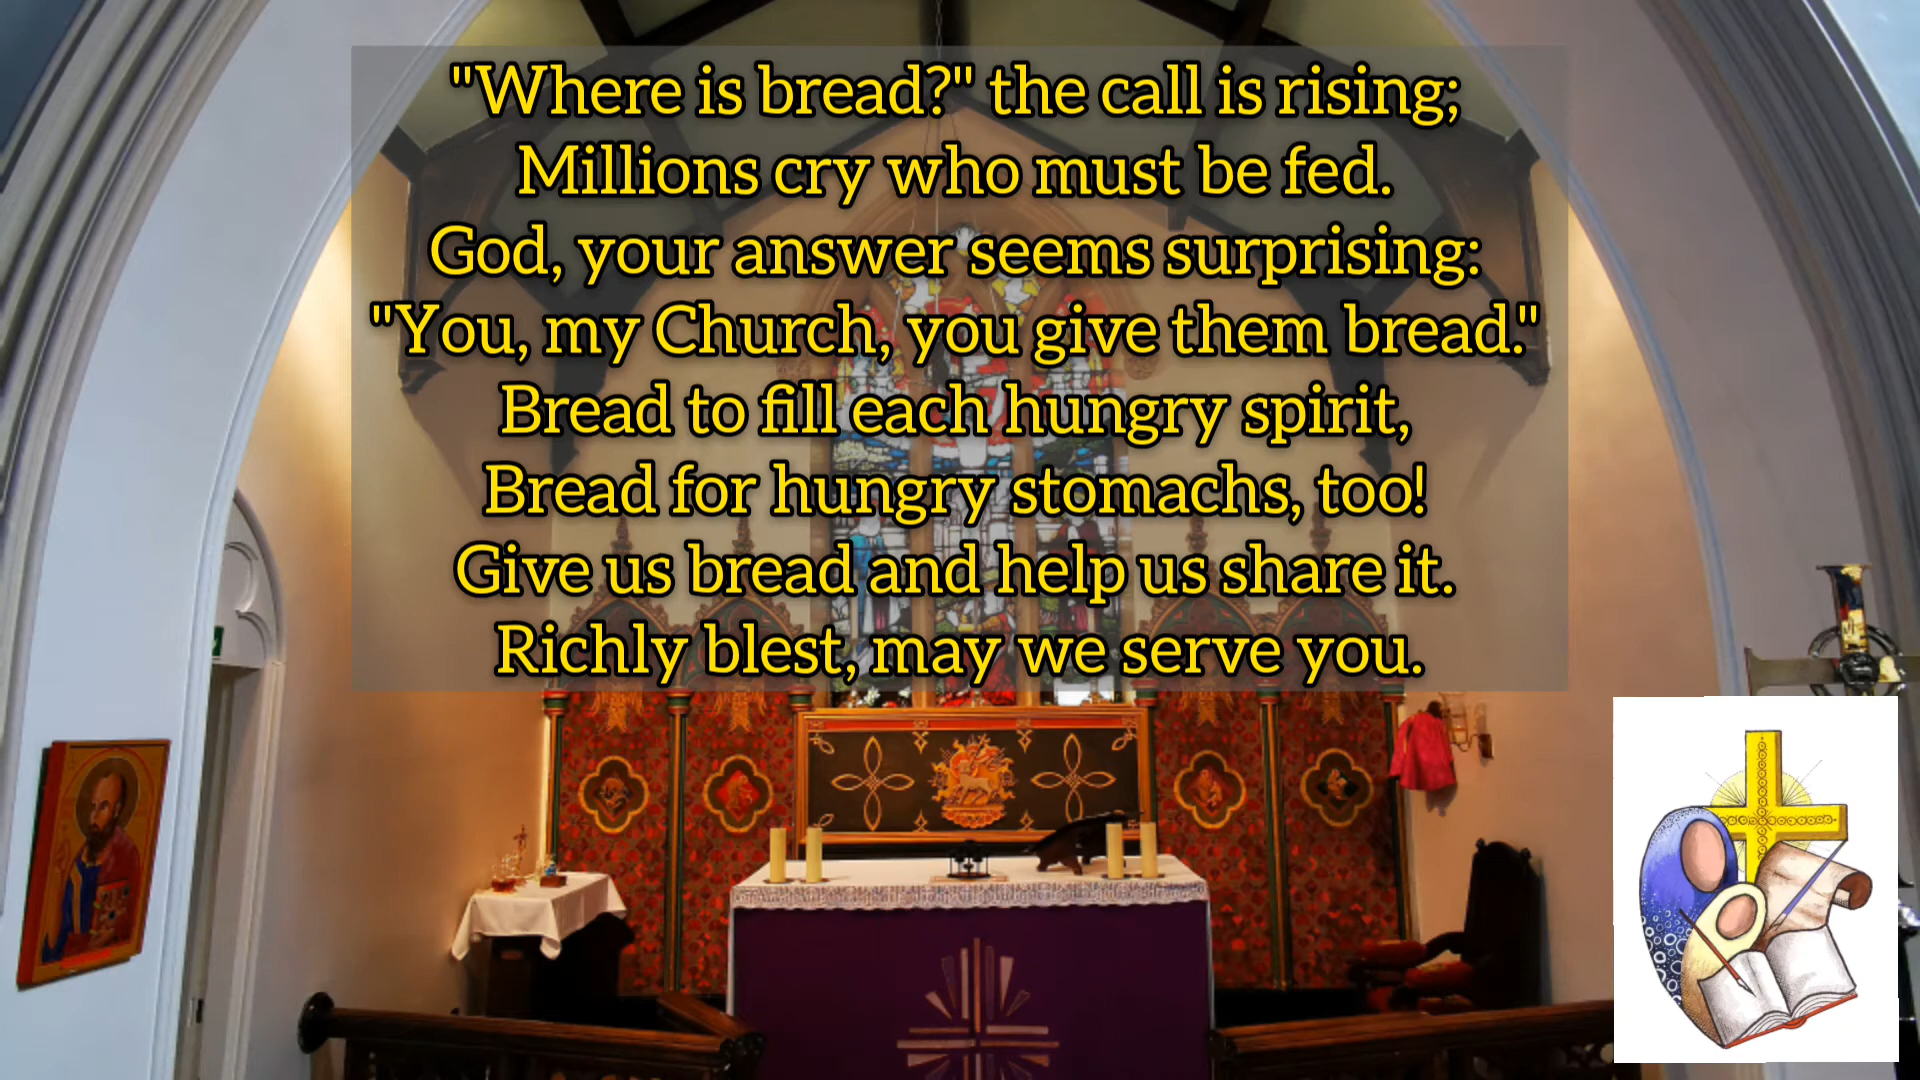 "Where is bread?" the call is rising;
Millions cry who must be fed.
God, your answer seems surprising:
"You, my Church, you give them bread."
Bread to fill each hungry spirit,
Bread for hungry stomachs, too!
Give us bread and help us share it.
Richly blest, may we serve you.